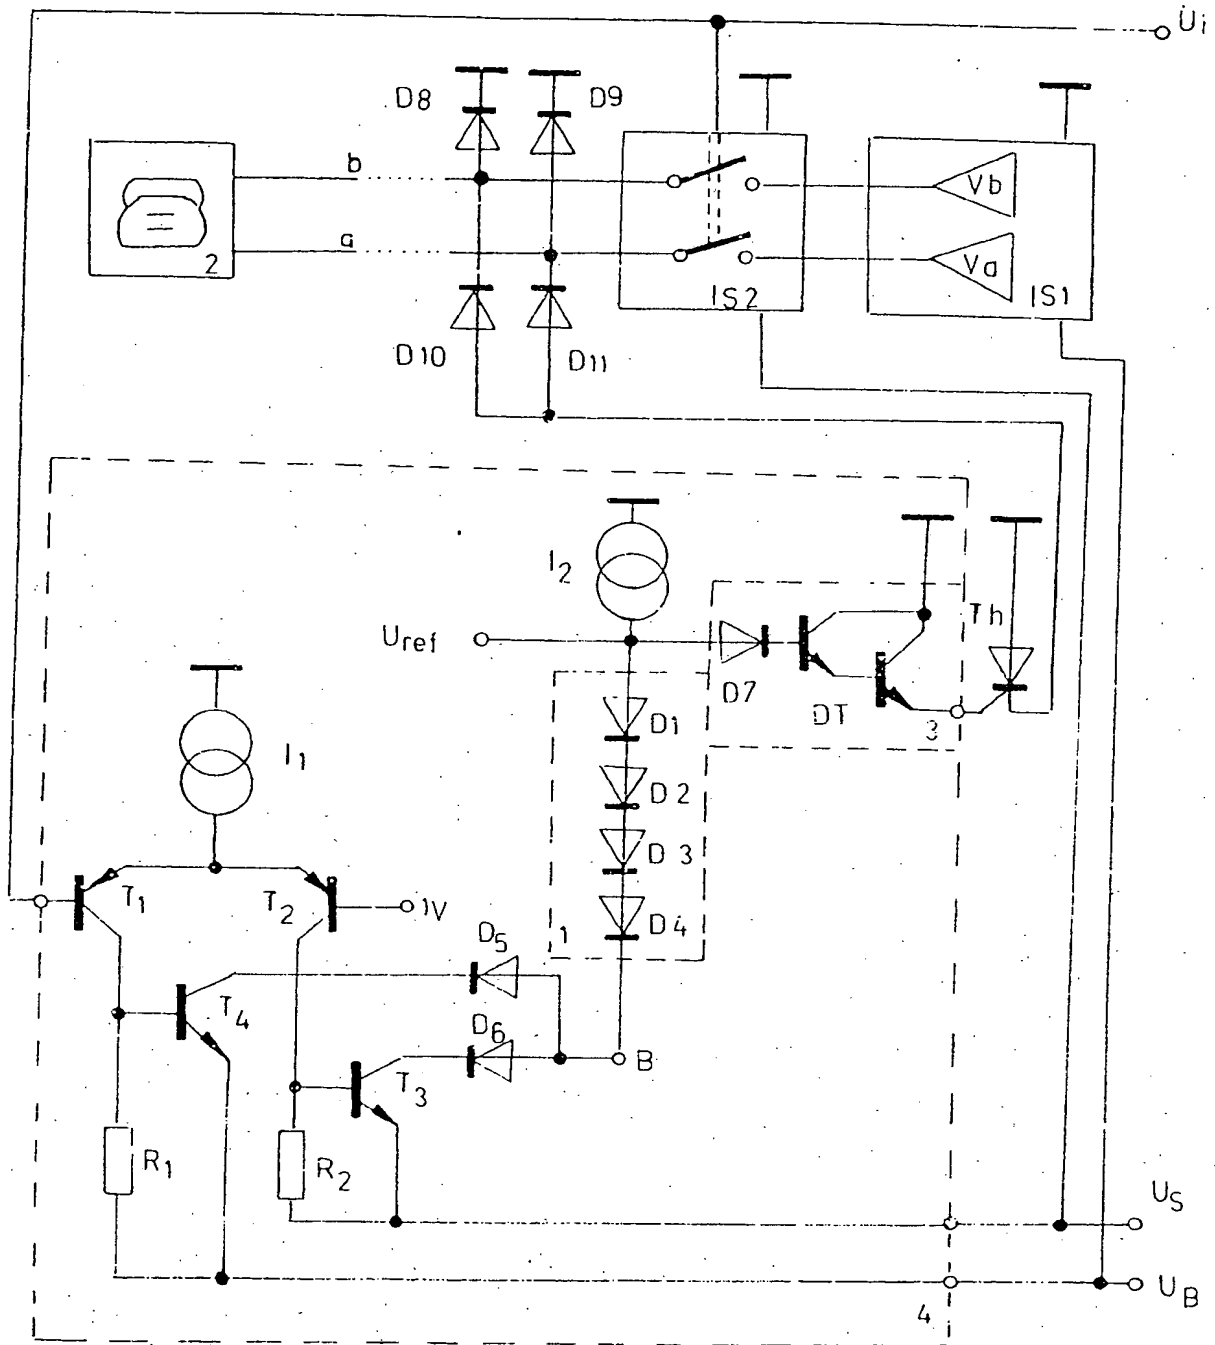 Ui
D8
D9
b
Vb
a
Va
2
IS2
IS1
D10
D11
I2
Th
Uref
D7
DT
3
D1
I1
D2
D3
T1
T2
1V
D4
1
D5
T4
D6
B
T3
R1
R2
US
UB
4